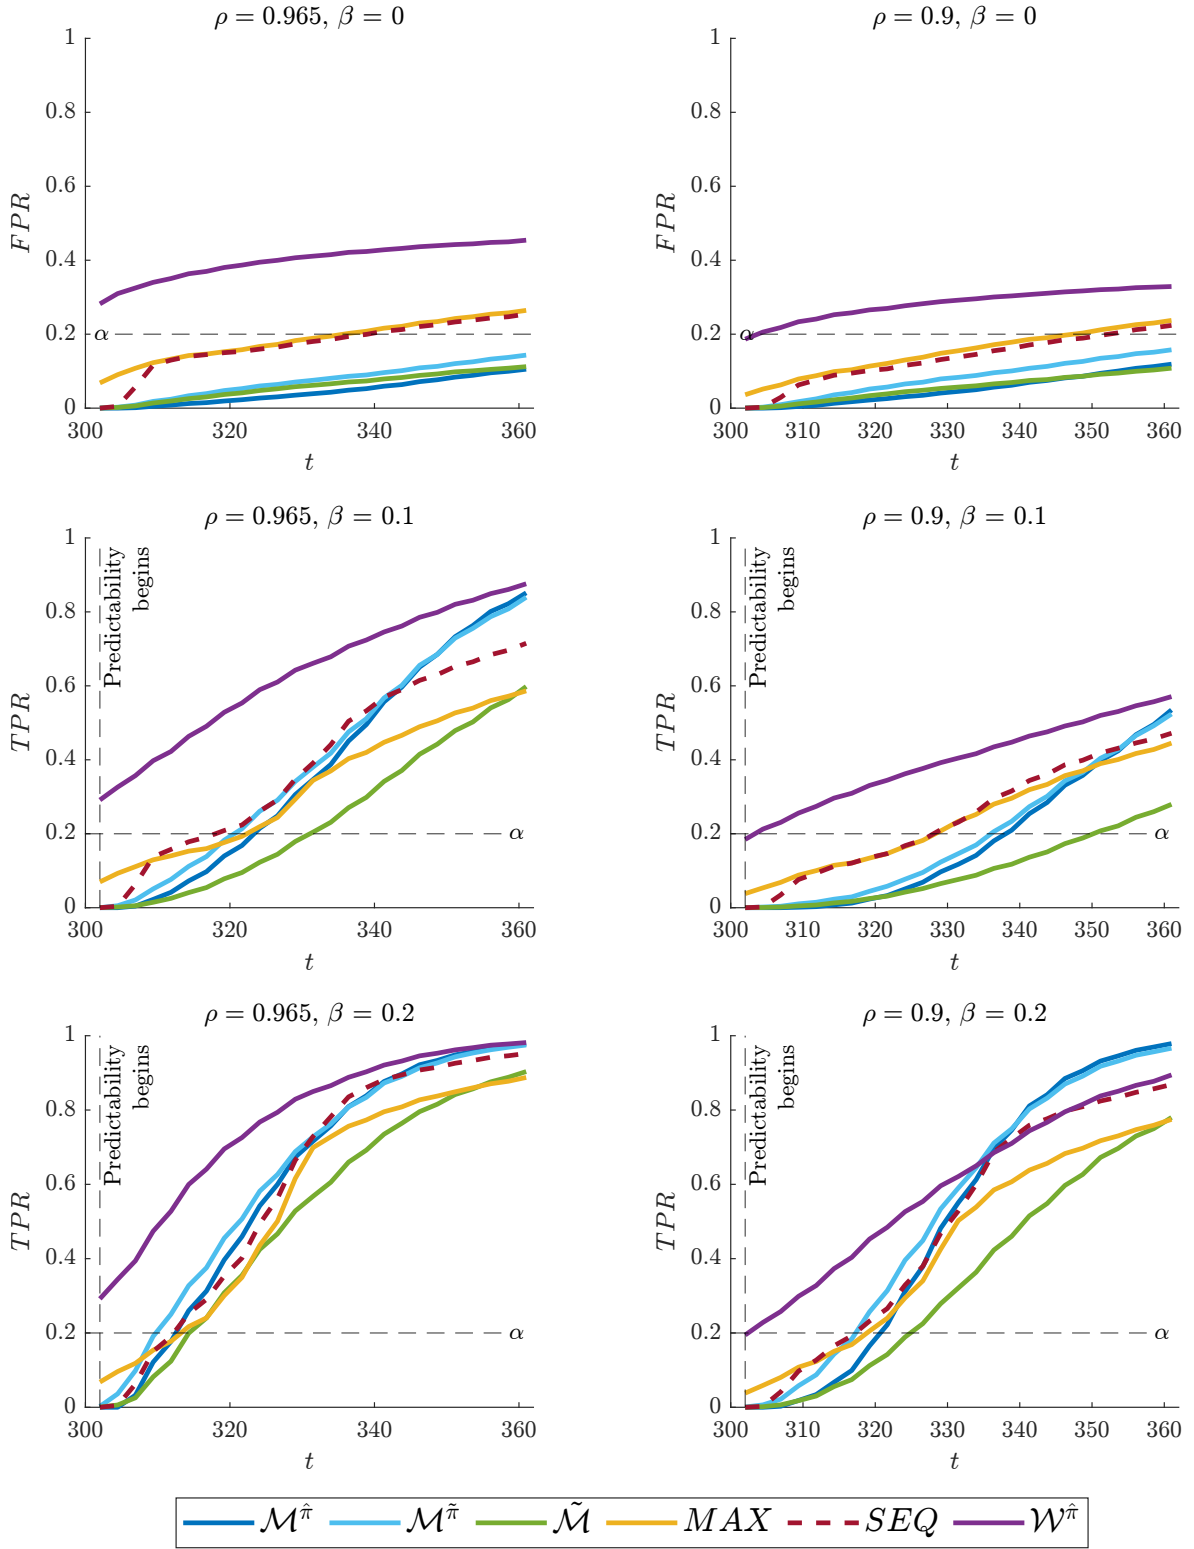 ρ = 0.965, β = 0
1
0.8
0.6
0.4
0.2
0
FPR
α
300
320
340
360
t
ρ = 0.9, β = 0
1
0.8
0.6
0.4
0.2
0
FPR
α
300
310
320
330
340
350
360
t
ρ = 0.965, β = 0.1
1
0.8
0.6
0.4
0.2
0
TPR
Predictability
begins
α
300
320
340
360
t
ρ = 0.9, β = 0.1
1
0.8
0.6
0.4
0.2
0
TPR
Predictability
begins
α
300
310
320
330
340
350
360
t
ρ = 0.965, β = 0.2
1
0.8
0.6
0.4
0.2
0
TPR
Predictability
begins
α
300
320
340
360
t
ρ = 0.9, β = 0.2
1
0.8
0.6
0.4
0.2
0
TPR
Predictability
begins
α
300
310
320
330
340
350
360
t
ℳ^π̂ ℳ^π̃ ℳ̃ MAX SEQ 𝒲^π̂